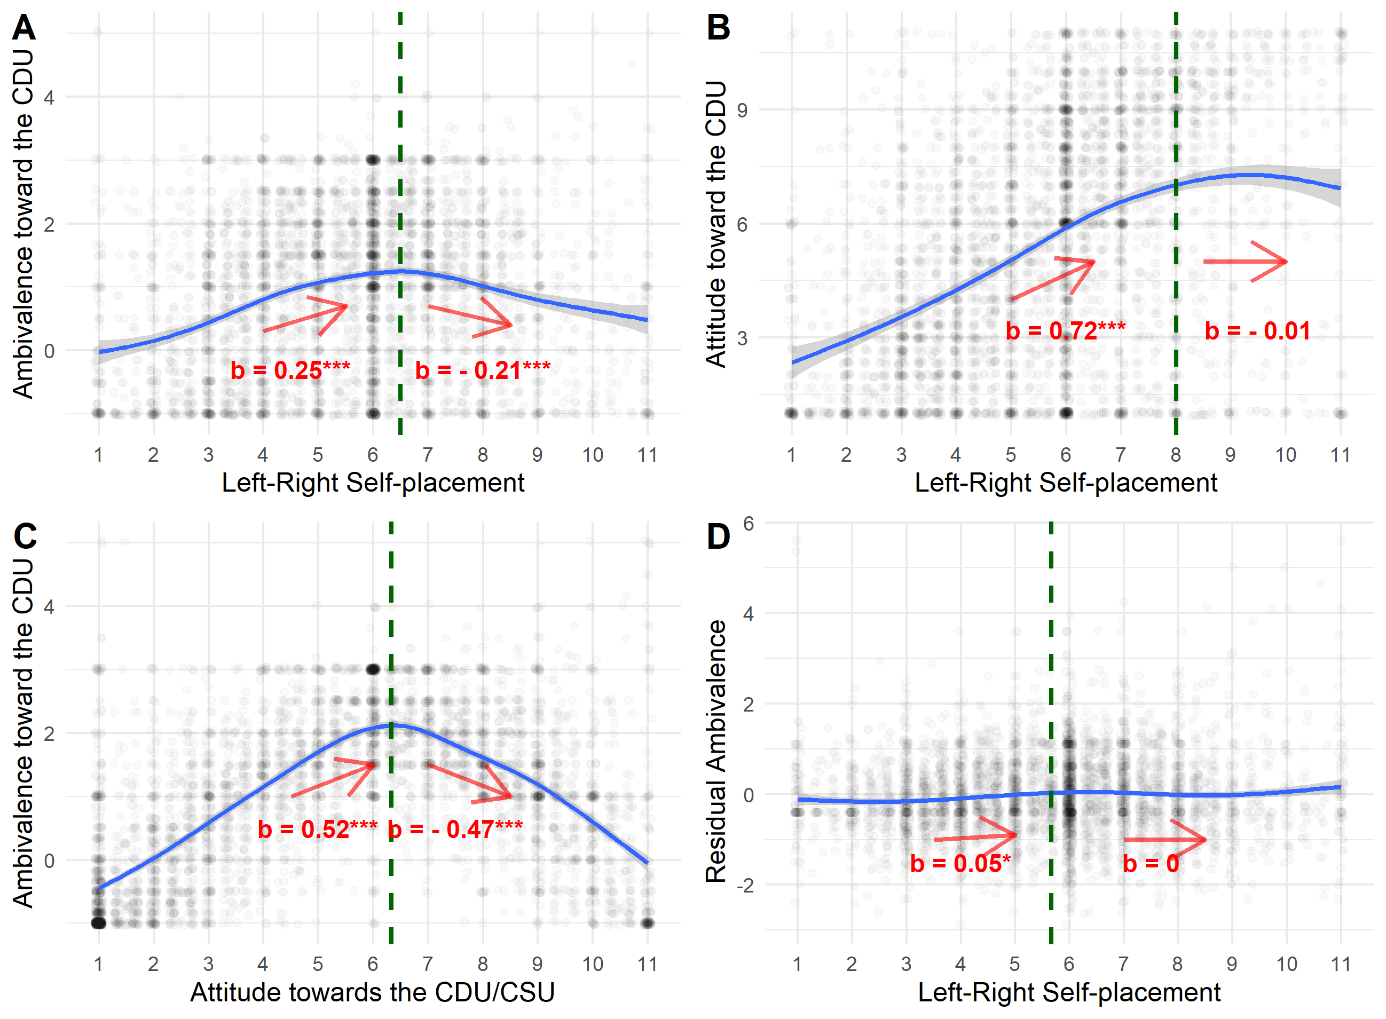 A
Ambivalence toward the CDU
4
2
0
b = 0.25***
b = - 0.21***
1 2 3 4 5 6 7 8 9 10 11
Left-Right Self-placement
B
Attitude toward the CDU
9
6
3
b = 0.72***
b = - 0.01
1 2 3 4 5 6 7 8 9 10 11
Left-Right Self-placement
C
Ambivalence toward the CDU
4
2
0
b = 0.52***
b = - 0.47***
1 2 3 4 5 6 7 8 9 10 11
Attitude towards the CDU/CSU
D
Residual Ambivalence
6
4
2
0
-2
b = 0.05*
b = 0
1 2 3 4 5 6 7 8 9 10 11
Left-Right Self-placement